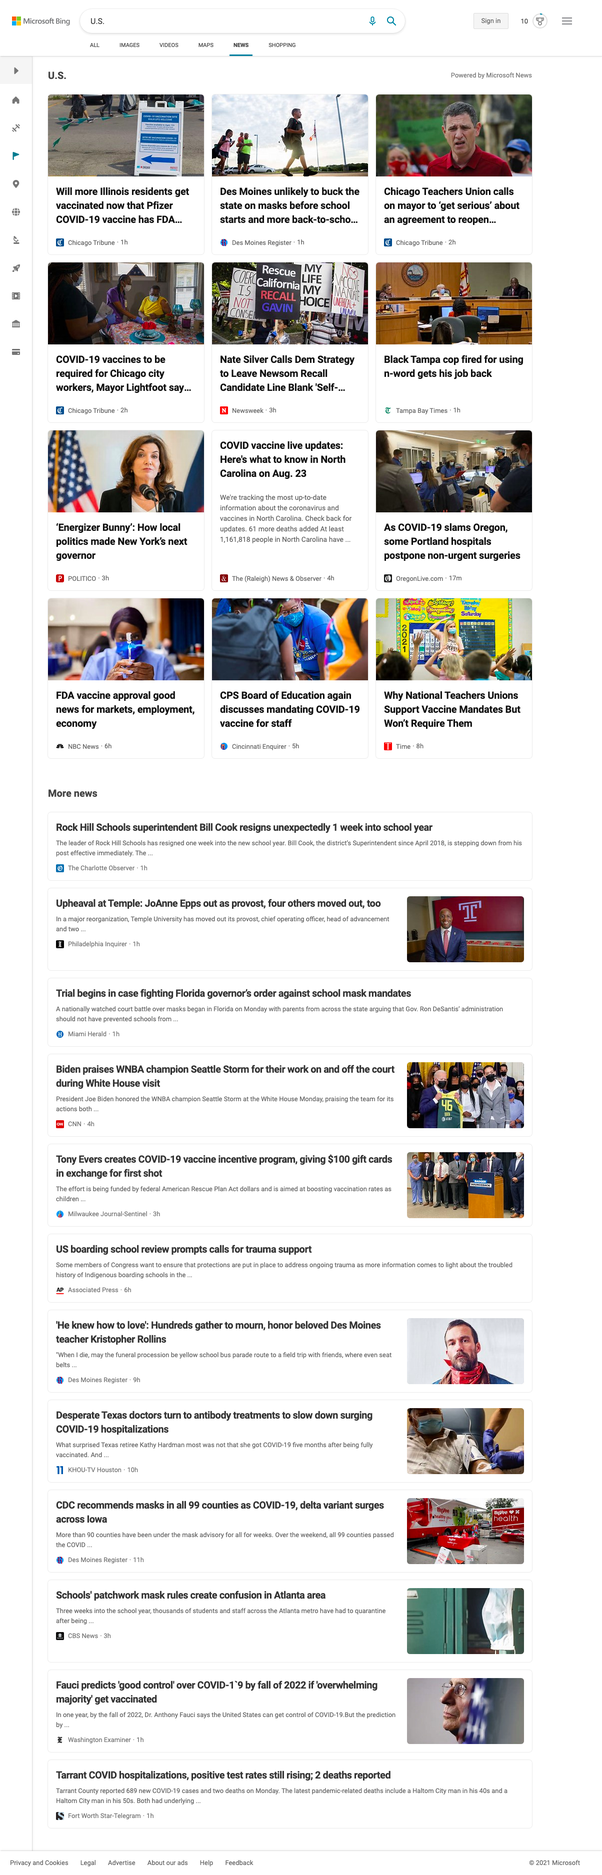 Microsoft Bing
U.S.
Sign in
10
ALL
IMAGES
VIDEOS
MAPS
NEWS
SHOPPING
U.S.
Powered by Microsoft News
Will more Illinois residents get
vaccinated now that Pfizer
COVID-19 vaccine has FDA...
Chicago Tribune · 1h
Des Moines unlikely to buck the
state on masks before school
starts and more back-to-scho...
Des Moines Register · 1h
Chicago Teachers Union calls
on mayor to ‘get serious’ about
an agreement to reopen...
Chicago Tribune · 2h
COVID-19 vaccines to be
required for Chicago city
workers, Mayor Lightfoot say...
Chicago Tribune · 2h
Rescue
California
RECALL
GAVIN
MY
LIFE
MY
CHOICE
Nate Silver Calls Dem Strategy
to Leave Newsom Recall
Candidate Line Blank 'Self-...
Newsweek · 3h
Black Tampa cop fired for using
n-word gets his job back
Tampa Bay Times · 1h
‘Energizer Bunny’: How local
politics made New York’s next
governor
POLITICO · 3h
COVID vaccine live updates:
Here’s what to know in North
Carolina on Aug. 23
We're tracking the most up-to-date
information about the coronavirus and
vaccines in North Carolina. Check back for
updates. 61 more deaths added At least
1,161,818 people in North Carolina have ...
The (Raleigh) News & Observer · 4h
As COVID-19 slams Oregon,
some Portland hospitals
postpone non-urgent surgeries
OregonLive.com · 17m
FDA vaccine approval good
news for markets, employment,
economy
NBC News · 6h
CPS Board of Education again
discusses mandating COVID-19
vaccine for staff
Cincinnati Enquirer · 5h
2021
Why National Teachers Unions
Support Vaccine Mandates But
Won’t Require Them
Time · 8h
More news
Rock Hill Schools superintendent Bill Cook resigns unexpectedly 1 week into school year
The leader of Rock Hill Schools has resigned one week into the new school year. Bill Cook, the district’s Superintendent since April 2018, is stepping down from his
post effective immediately. The ...
The Charlotte Observer · 1h
Upheaval at Temple: JoAnne Epps out as provost, four others moved out, too
In a major reorganization, Temple University has moved out its provost, chief operating officer, head of advancement
and two ...
Philadelphia Inquirer · 1h
Trial begins in case fighting Florida governor’s order against school mask mandates
A nationally watched court battle over masks began in Florida on Monday with parents from across the state arguing that Gov. Ron DeSantis’ administration
should not have prevented schools from ...
Miami Herald · 1h
Biden praises WNBA champion Seattle Storm for their work on and off the court
during White House visit
President Joe Biden honored the WNBA champion Seattle Storm at the White House Monday, praising the team for its
actions both ...
CNN · 4h
46
Tony Evers creates COVID-19 vaccine incentive program, giving $100 gift cards
in exchange for first shot
The effort is being funded by federal American Rescue Plan Act dollars and is aimed at boosting vaccination rates as
children ...
Milwaukee Journal-Sentinel · 3h
US boarding school review prompts calls for trauma support
Some members of Congress want to ensure that protections are put in place to address ongoing trauma as more information comes to light about the troubled
history of Indigenous boarding schools in the ...
AP Associated Press · 6h
'He knew how to love': Hundreds gather to mourn, honor beloved Des Moines
teacher Kristopher Rollins
"When I die, may the funeral procession be yellow school bus parade route to a field trip with friends, where even seat
belts ...
Des Moines Register · 9h
Desperate Texas doctors turn to antibody treatments to slow down surging
COVID-19 hospitalizations
What surprised Texas retiree Kathy Hardman most was not that she got COVID-19 five months after being fully
vaccinated. And ...
11 KHOU-TV Houston · 10h
CDC recommends masks in all 99 counties as COVID-19, delta variant surges
across Iowa
More than 90 counties have been under the mask advisory for all for weeks. Over the weekend, all 99 counties passed
the COVID ...
Des Moines Register · 11h
health
Schools' patchwork mask rules create confusion in Atlanta area
Three weeks into the school year, thousands of students and staff across the Atlanta metro have had to quarantine
after being ...
CBS News · 3h
Fauci predicts 'good control' over COVID-1`9 by fall of 2022 if 'overwhelming
majority' get vaccinated
In one year, by the fall of 2022, Dr. Anthony Fauci says the United States can get control of COVID-19.But the prediction
by ...
Washington Examiner · 1h
Tarrant COVID hospitalizations, positive test rates still rising; 2 deaths reported
Tarrant County reported 689 new COVID-19 cases and two deaths on Monday. The latest pandemic-related deaths include a Haltom City man in his 40s and a
Haltom City man in his 50s. Both had underlying ...
Fort Worth Star-Telegram · 1h
Privacy and Cookies
Legal
Advertise
About our ads
Help
Feedback
© 2021 Microsoft